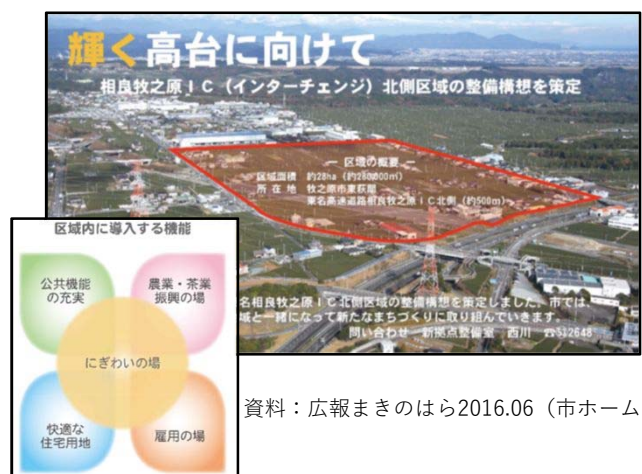 輝く高台に向けて
相良牧之原IC(インターチェンジ)北側区域の整備構想を策定
― 区域の概要 ―
区域面積 約28ha(約280,000㎡)
所在地 牧之原市東萩間
東名高速道路相良牧之原IC北側(約500m)
名相良牧之原IC北側区域の整備構想を策定しました。市では、
域と一緒になって新たなまちづくりに取り組んでいきます。
問い合わせ 新拠点整備室 西川
区域内に導入する機能
公共機能
の充実
農業・茶業
振興の場
にぎわいの場
快適な
住宅用地
雇用の場
資料:広報まきのはら2016.06(市ホーム